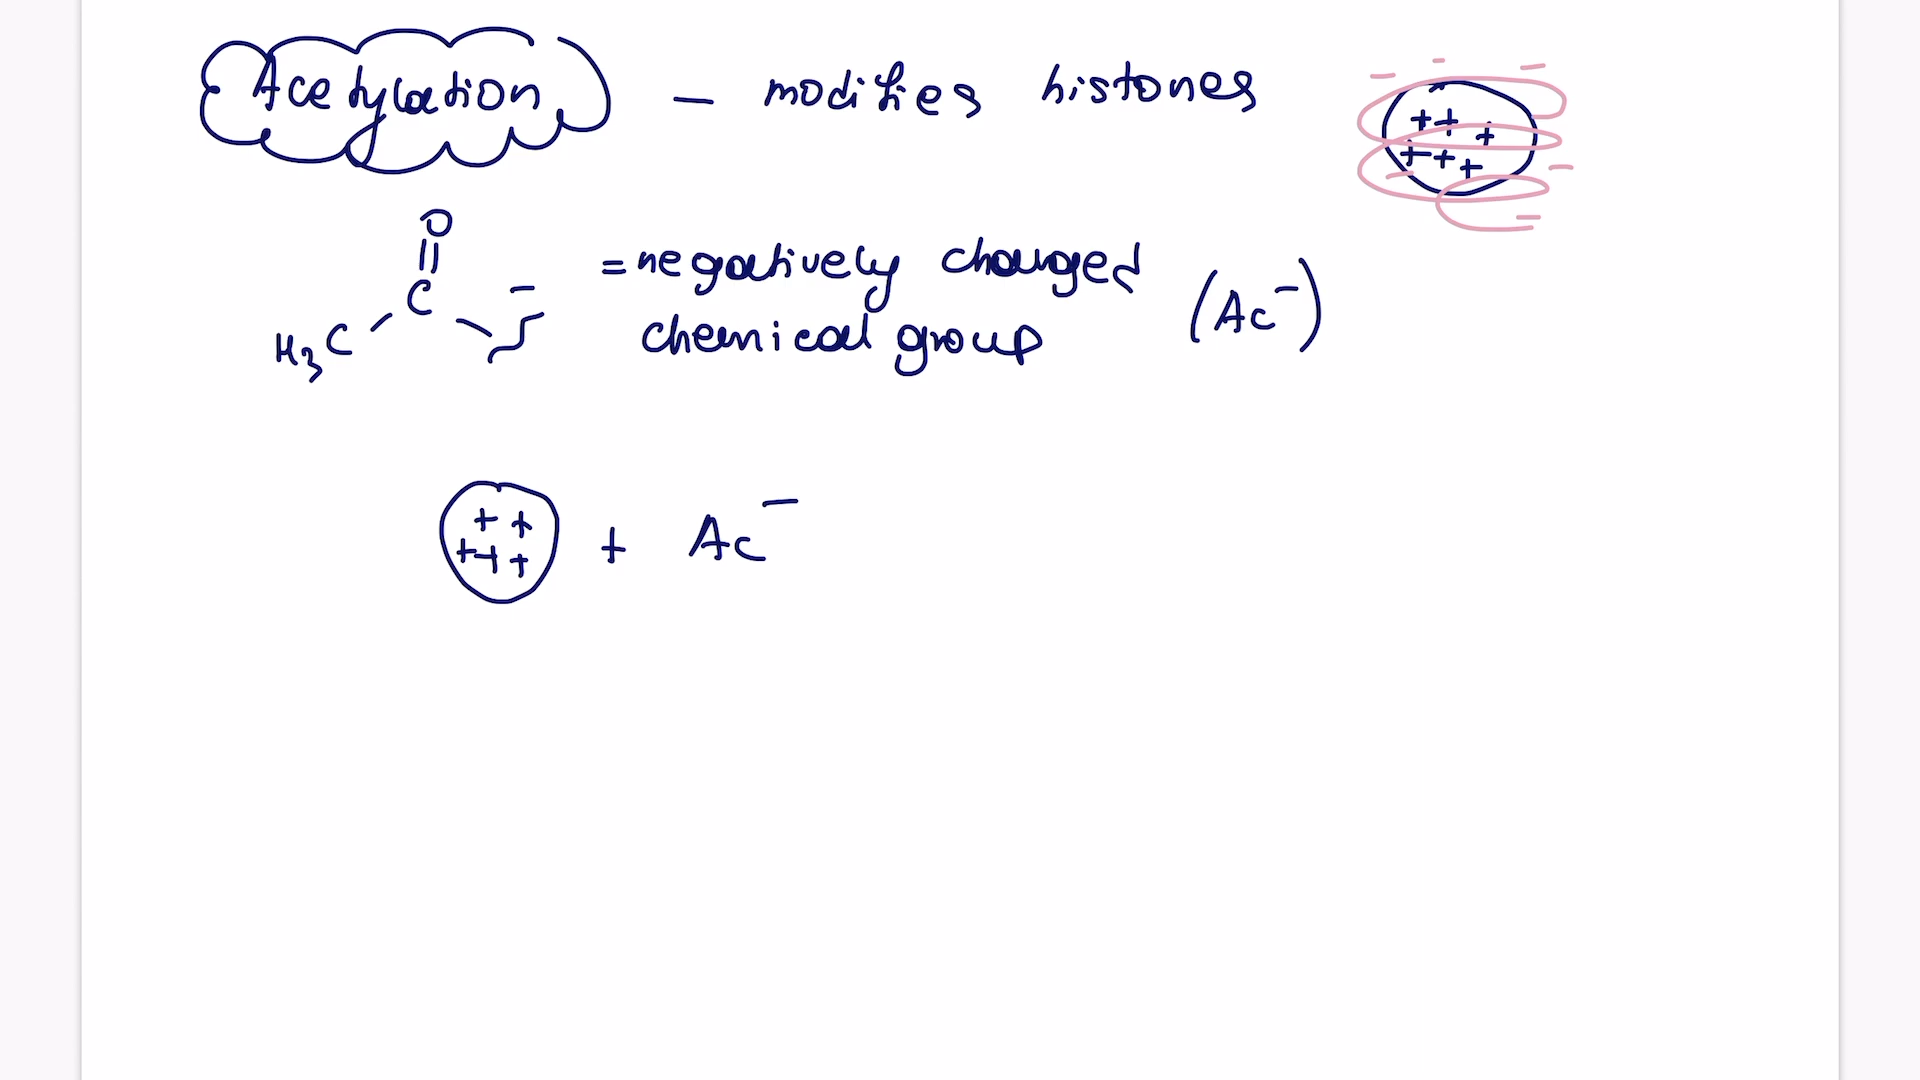 Acetylation – modifies histones
– – –
+ + +
+ + + –
– –
O
||
C
H3C –
= negatively charged
chemical group (Ac⁻)
+ +
+ + + + Ac⁻